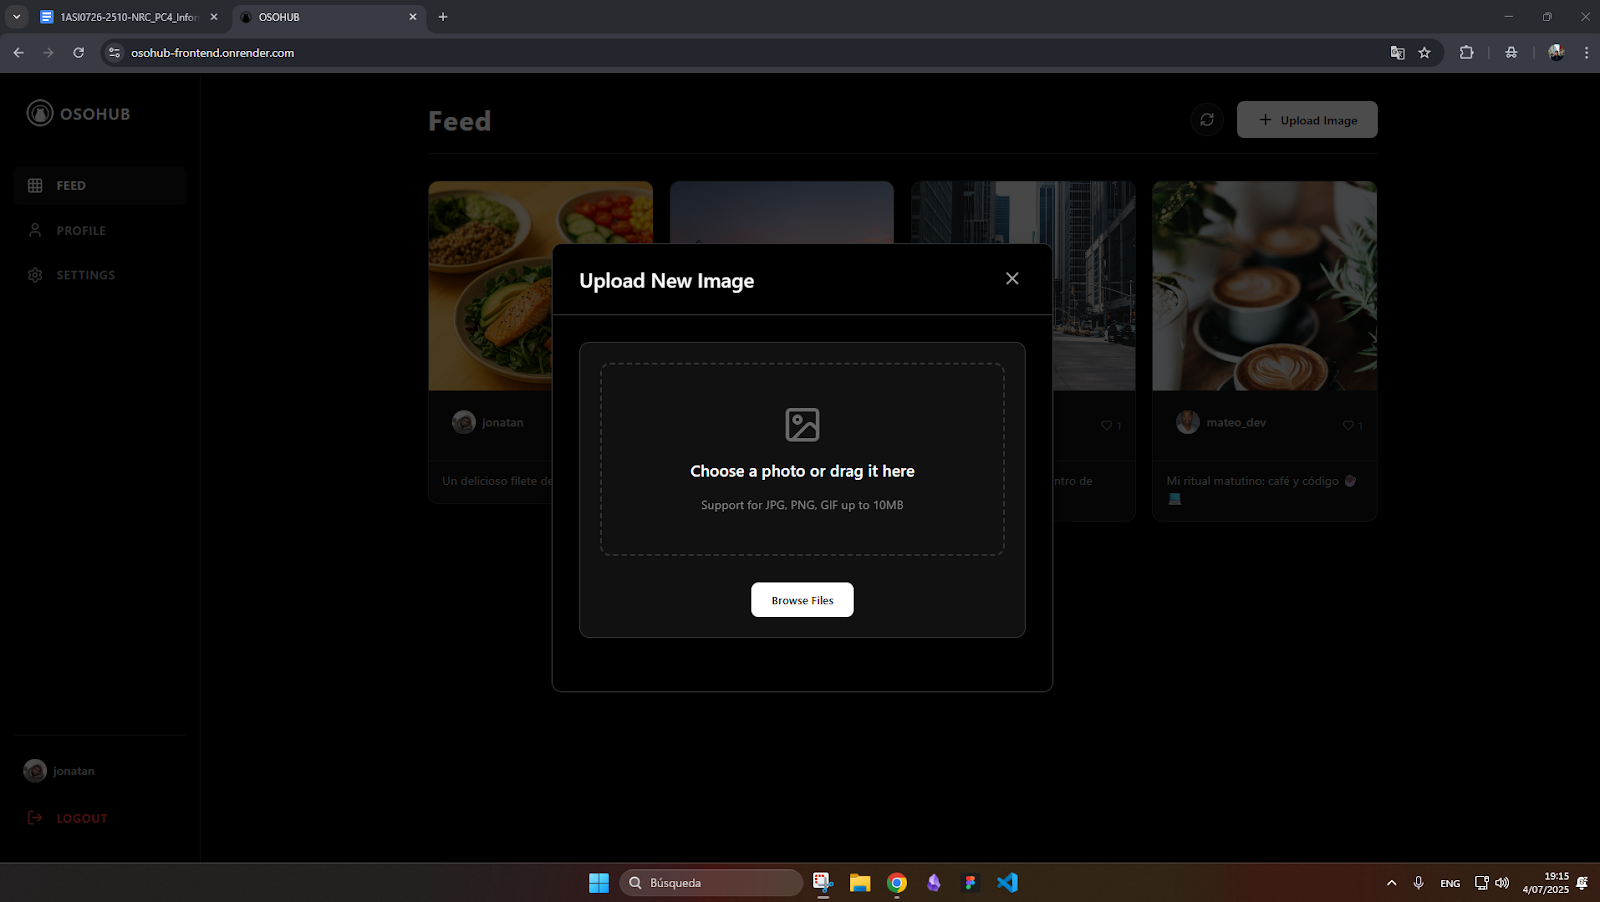 1ASI0726-2510-NRC_PC4_Infor
OSOHUB
osohub-frontend.onrender.com
OSOHUB
Feed
Upload Image
FEED
PROFILE
SETTINGS
Upload New Image
Choose a photo or drag it here
Support for JPG, PNG, GIF up to 10MB
Browse Files
jonatan
1
mateo_dev
1
Un delicioso filete de
ntro de
Mi ritual matutino: café y código
jonatan
LOGOUT
Búsqueda
ENG
19:15
4/07/2025